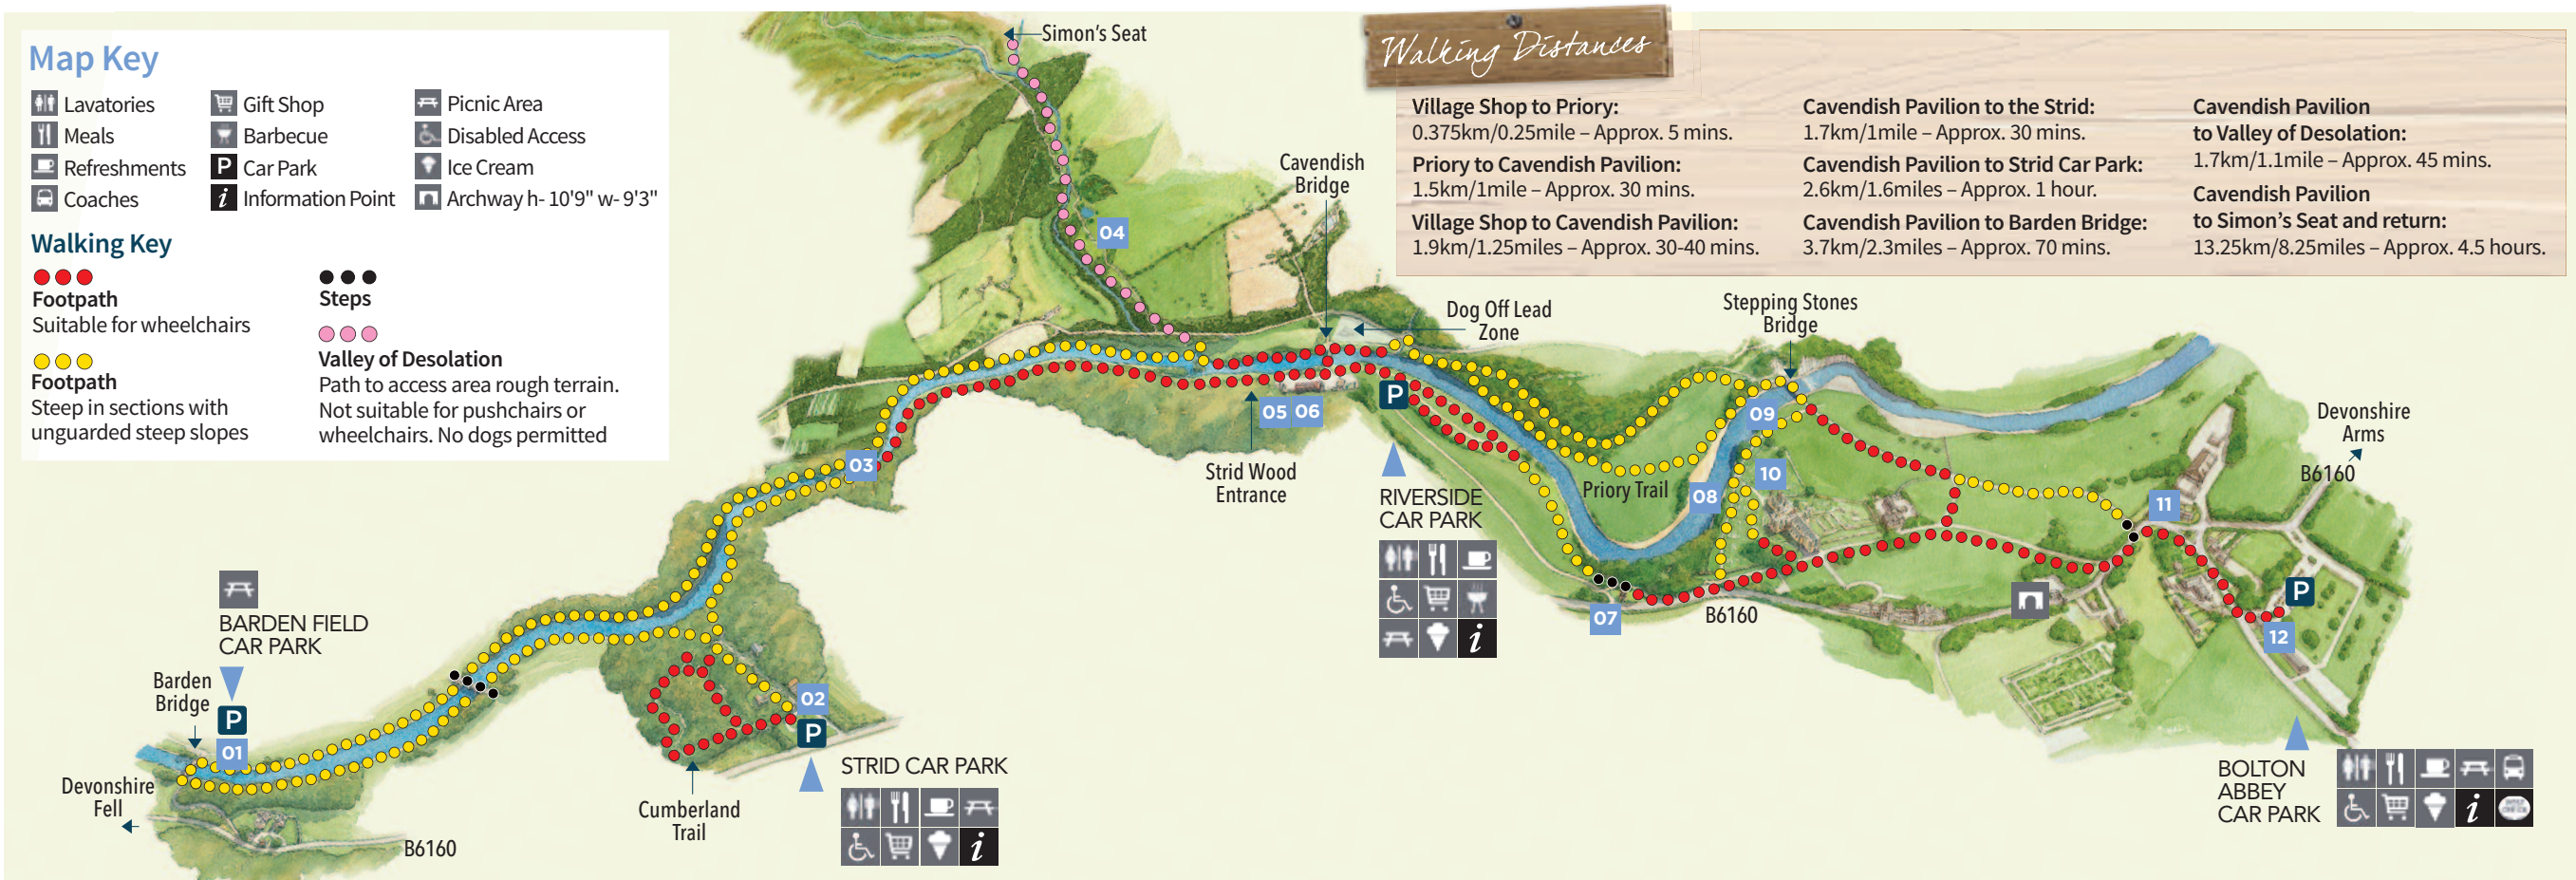 Map Key
Lavatories
Meals
Refreshments
Coaches
Gift Shop
Barbecue
P Car Park
i Information Point
Picnic Area
Disabled Access
Ice Cream
Archway h- 10'9" w- 9'3"
Walking Key
Footpath
Suitable for wheelchairs
Footpath
Steep in sections with
unguarded steep slopes
Steps
Valley of Desolation
Path to access area rough terrain.
Not suitable for pushchairs or
wheelchairs. No dogs permitted
Simon's Seat
Walking Distances
Village Shop to Priory:
0.375km/0.25mile – Approx. 5 mins.
Priory to Cavendish Pavilion:
1.5km/1mile – Approx. 30 mins.
Village Shop to Cavendish Pavilion:
1.9km/1.25miles – Approx. 30-40 mins.
Cavendish Pavilion to the Strid:
1.7km/1mile – Approx. 30 mins.
Cavendish Pavilion to Strid Car Park:
2.6km/1.6miles – Approx. 1 hour.
Cavendish Pavilion to Barden Bridge:
3.7km/2.3miles – Approx. 70 mins.
Cavendish Pavilion
to Valley of Desolation:
1.7km/1.1mile – Approx. 45 mins.
Cavendish Pavilion
to Simon's Seat and return:
13.25km/8.25miles – Approx. 4.5 hours.
Cavendish
Bridge
04
Dog Off Lead
Zone
Stepping Stones
Bridge
P
05 06
09
Devonshire
Arms
B6160
03
Strid Wood
Entrance
10
Priory Trail
08
11
RIVERSIDE
CAR PARK
i
07
B6160
P
12
BARDEN FIELD
CAR PARK
Barden
Bridge
P
01
02
P
STRID CAR PARK
i
Cumberland
Trail
Devonshire
Fell
B6160
BOLTON
ABBEY
CAR PARK
i